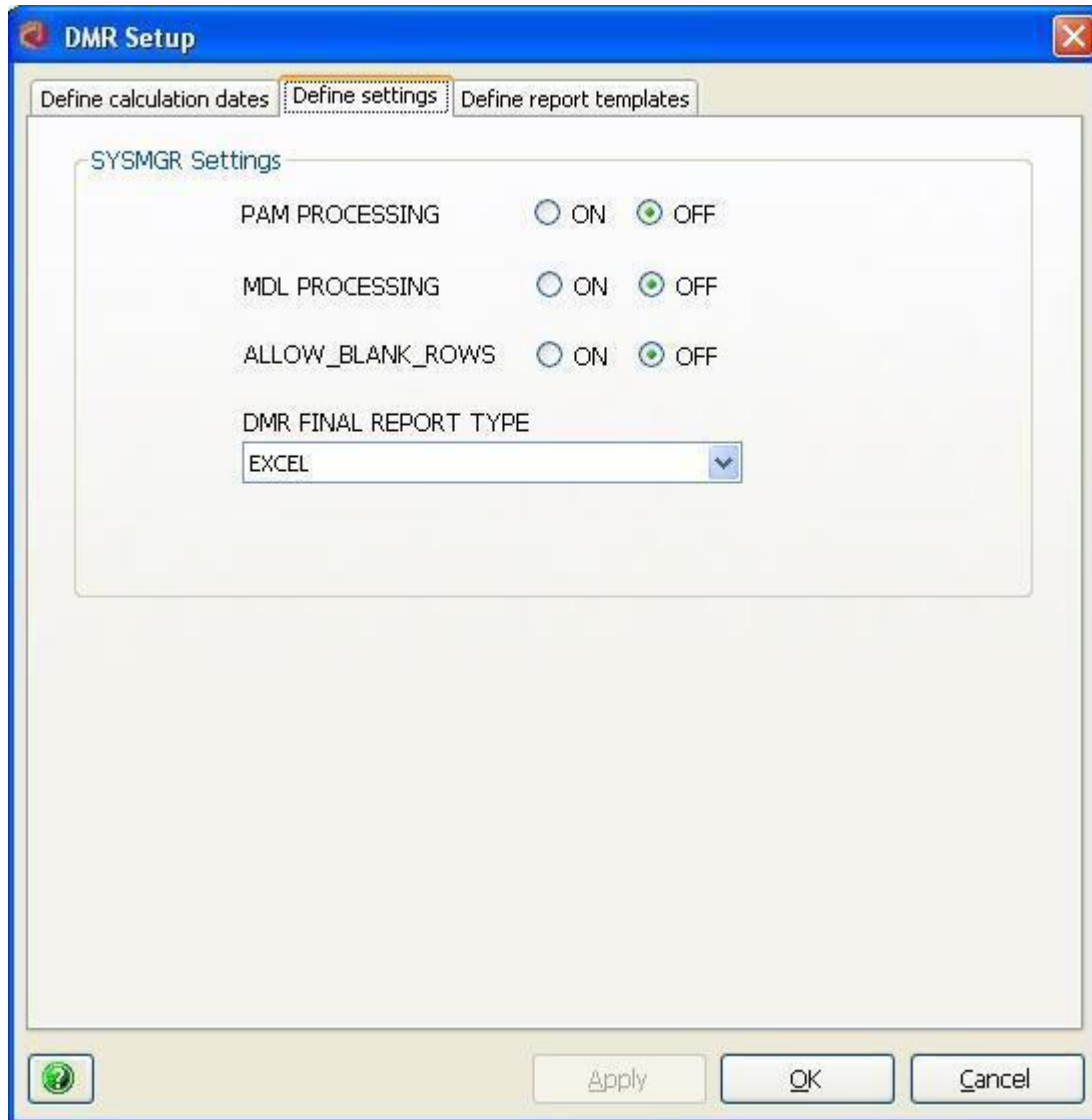 DMR Setup
Define calculation dates Define settings Define report templates
SYSMGR Settings
PAM PROCESSING ON OFF
MDL PROCESSING ON OFF
ALLOW_BLANK_ROWS ON OFF
DMR FINAL REPORT TYPE
EXCEL
Apply OK Cancel